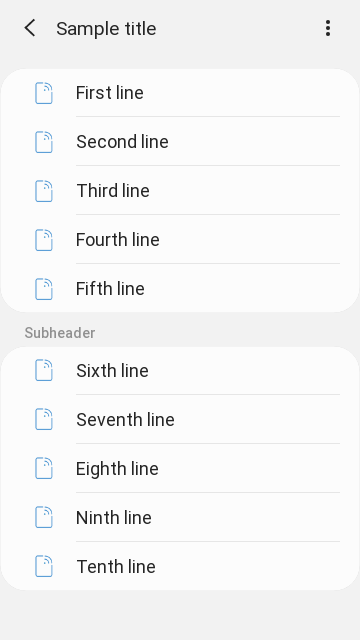 Sample title
First line
Second line
Third line
Fourth line
Fifth line
Subheader
Sixth line
Seventh line
Eighth line
Ninth line
Tenth line